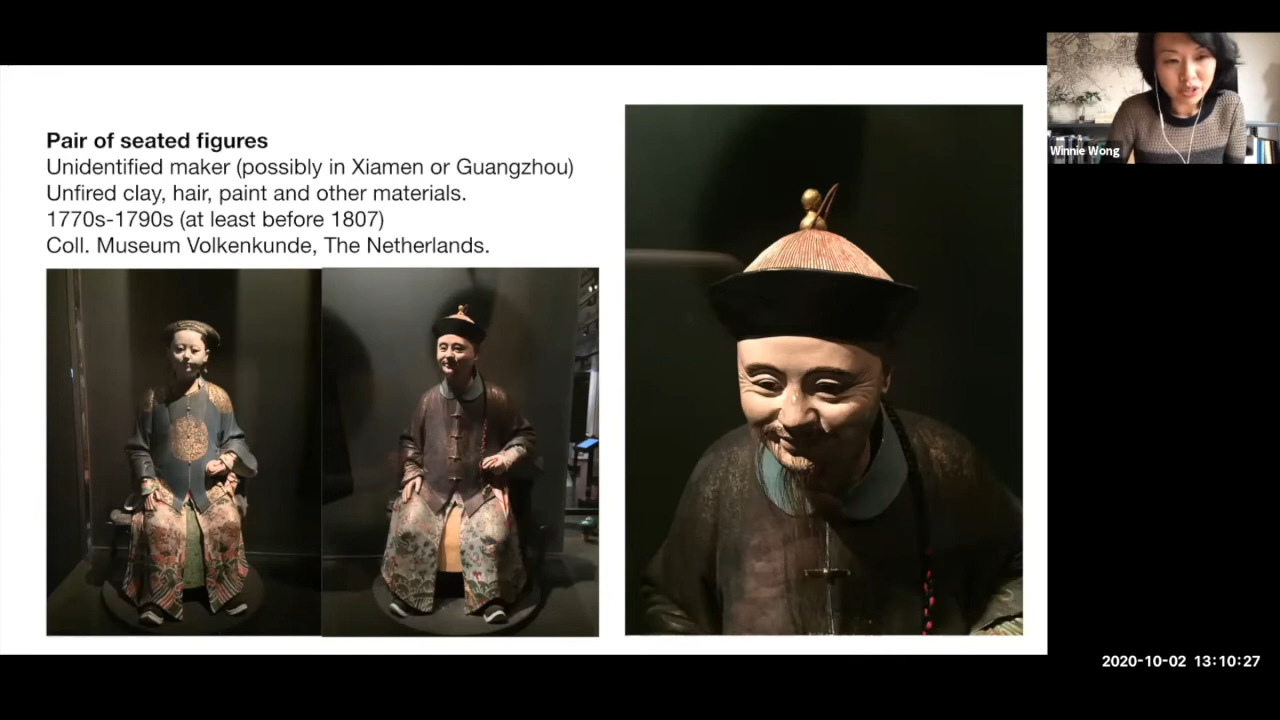 Pair of seated figures
Unidentified maker (possibly in Xiamen or Guangzhou)
Unfired clay, hair, paint and other materials.
1770s-1790s (at least before 1807)
Coll. Museum Volkenkunde, The Netherlands.
Winnie Wong
2020-10-02 13:10:27